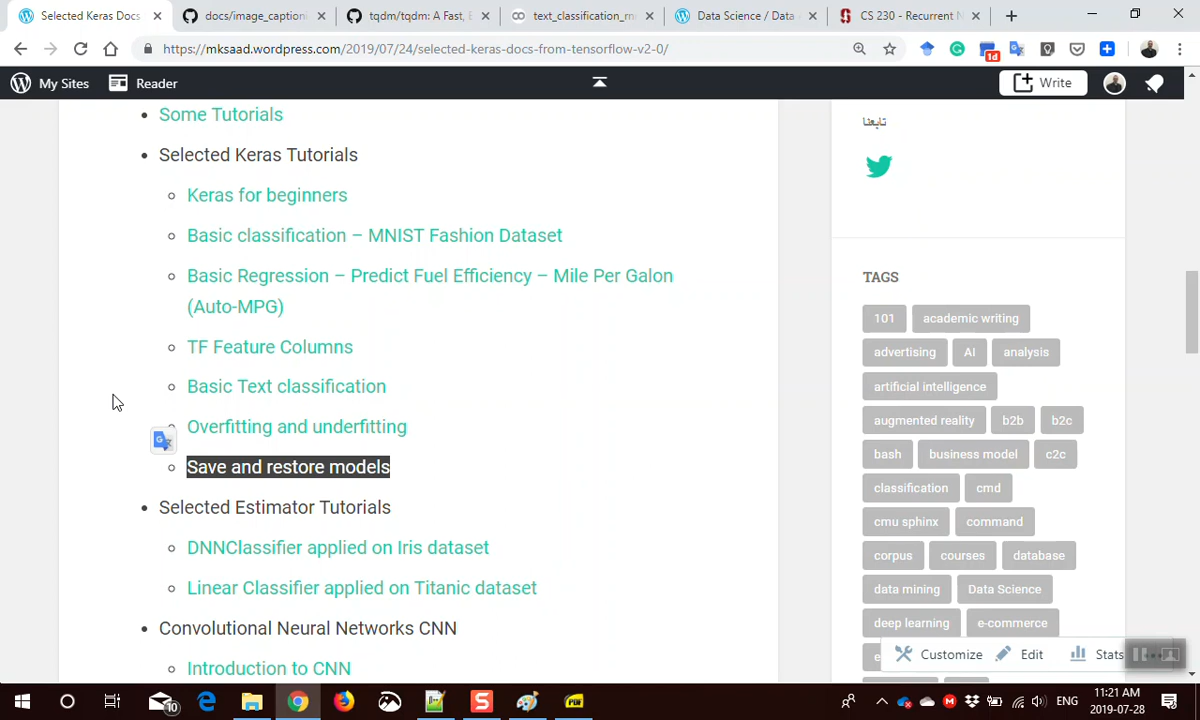 Selected Keras Docs
docs/image_caption
tqdm/tqdm: A Fast, E
text_classification_rn
Data Science / Data
CS 230 - Recurrent N
https://mksaad.wordpress.com/2019/07/24/selected-keras-docs-from-tensorflow-v2-0/
1d
My Sites
Reader
Write
Some Tutorials
Selected Keras Tutorials
Keras for beginners
Basic classification – MNIST Fashion Dataset
Basic Regression – Predict Fuel Efficiency – Mile Per Galon
(Auto-MPG)
TF Feature Columns
Basic Text classification
Overfitting and underfitting
Save and restore models
Selected Estimator Tutorials
DNNClassifier applied on Iris dataset
Linear Classifier applied on Titanic dataset
Convolutional Neural Networks CNN
Introduction to CNN
تابعنا
TAGS
101 academic writing
advertising AI analysis
artificial intelligence
augmented reality b2b b2c
bash business model c2c
classification cmd
cmu sphinx command
corpus courses database
data mining Data Science
deep learning e-commerce
Customize Edit Stats
10
PDF
ENG
11:21 AM
2019-07-28